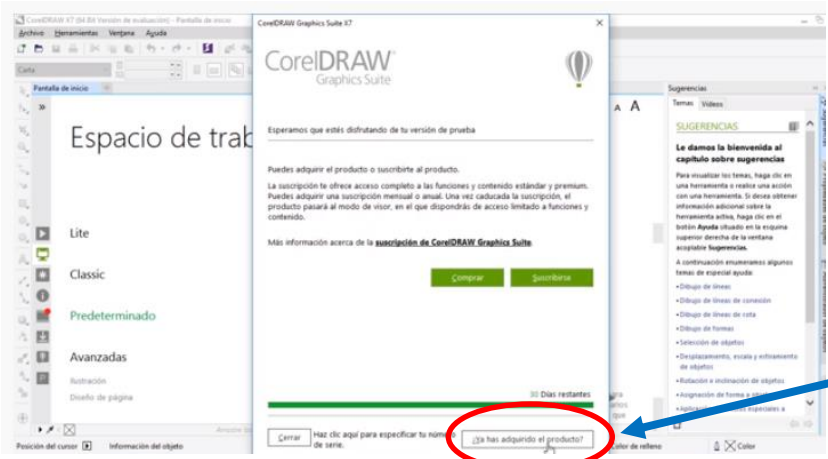 CorelDRAW X7 (64 Bit Versión de evaluación) - Pantalla de inicio
Archivo Herramientas Ventana Ayuda
Carta
Pantalla de inicio
Espacio de trab
Lite
Classic
Predeterminado
Avanzadas
Ilustración
Diseño de página
Posición del cursor
Información del objeto
CorelDRAW Graphics Suite X7
CorelDRAW
Graphics Suite
Esperamos que estés disfrutando de tu versión de prueba
Puedes adquirir el producto o suscribirte al producto.
La suscripción te ofrece acceso completo a las funciones y contenido estándar y premium.
Puedes adquirir una suscripción mensual o anual. Una vez caducada la suscripción, el
producto pasará al modo de visor, en el que dispondrás de acceso limitado a funciones y
contenido.
Más información acerca de la suscripción de CorelDRAW Graphics Suite.
Comprar
Suscribirse
30 Días restantes
Cerrar
Haz clic aquí para especificar tu número
de serie.
¿Ya has adquirido el producto?
A A
que
Color de relleno
Color
Sugerencias
Temas Vídeos
SUGERENCIAS
Le damos la bienvenida al
capítulo sobre sugerencias
Para visualizar los temas, haga clic en
una herramienta o realice una acción
con una herramienta. Si desea obtener
información adicional sobre la
herramienta activa, haga clic en el
botón Ayuda situado en la esquina
superior derecha de la ventana
acoplable Sugerencias.
A continuación enumeramos algunos
temas de especial ayuda:
•Dibujo de líneas
•Dibujo de líneas de conexión
•Dibujo de líneas de cota
•Dibujo de formas
•Selección de objetos
•Desplazamiento, escala y estiramiento
de objetos
•Rotación e inclinación de objetos
•Asignación de forma a objetos
especiales a